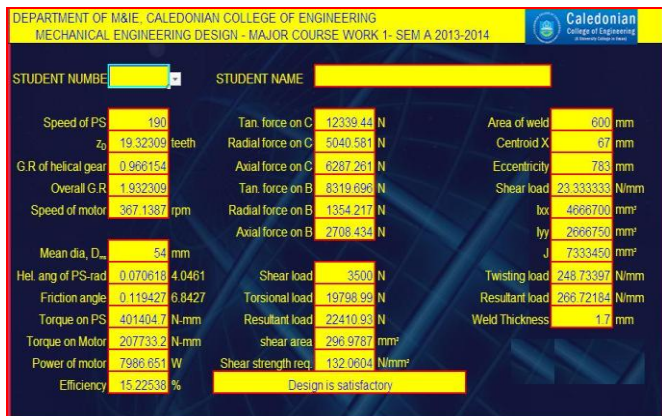 DEPARTMENT OF M&IE, CALEDONIAN COLLEGE OF ENGINEERING
MECHANICAL ENGINEERING DESIGN - MAJOR COURSE WORK 1- SEM A 2013-2014
Caledonian
College of Engineering
STUDENT NUMBE
STUDENT NAME
Speed of PS 190
z₀ 19.32309 teeth
G.R of helical gear 0.966154
Overall G.R 1.932309
Speed of motor 367.1387 rpm
Mean dia, Dₘₛ 54 mm
Hel. ang of PS-rad 0.070618 4.0461
Friction angle 0.119427 6.8427
Torque on PS 401404.7 N-mm
Torque on Motor 207733.2 N-mm
Power of motor 7986.651 W
Efficiency 15.22538 %
Tan. force on C 12339.44 N
Radial force on C 5040.581 N
Axial force on C 6287.261 N
Tan. force on B 8319.696 N
Radial force on B 1354.217 N
Axial force on B 2708.434 N
Shear load 3500 N
Torsional load 19798.99 N
Resultant load 22410.93 N
shear area 296.9787 mm²
Shear strength req. 132.0604 N/mm²
Design is satisfactory
Area of weld 600 mm
Centroid X 67 mm
Eccentricity 783 mm
Shear load 23.333333 N/mm
Ixx 4666700 mm³
Iyy 2666750 mm³
J 7333450 mm³
Twisting load 248.73397 N/mm
Resultant load 266.72184 N/mm
Weld Thickness 1.7 mm